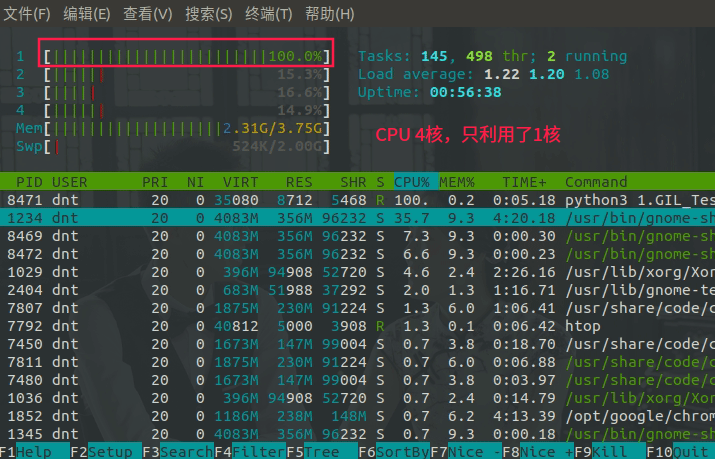 文件(F) 编辑(E) 查看(V) 搜索(S) 终端(T) 帮助(H)
1 [||||||||||||||||||||||||||100.0%] Tasks: 145, 498 thr; 2 running
2 [||||||| 15.3%] Load average: 1.22 1.20 1.08
3 [||||| 16.6%] Uptime: 00:56:38
4 [||||||| 14.9%]
Mem[||||||||||||||||||||2.31G/3.75G] CPU 4核，只利用了1核
Swp[| 524K/2.00G]
PID USER PRI NI VIRT RES SHR S CPU% MEM% TIME+ Command
8471 dnt 20 0 35080 8712 5468 R 100. 0.2 0:05.18 python3 1.GIL_Tes
1234 dnt 20 0 4083M 356M 96232 S 35.7 9.3 4:20.18 /usr/bin/gnome-sh
8469 dnt 20 0 4083M 356M 96232 S 7.3 9.3 0:00.30 /usr/bin/gnome-sh
8472 dnt 20 0 4083M 356M 96232 S 6.6 9.3 0:00.23 /usr/bin/gnome-sh
1029 dnt 20 0 396M 94908 52720 S 4.6 2.4 2:26.16 /usr/lib/xorg/Xor
2404 dnt 20 0 683M 51988 37292 S 2.0 1.3 1:16.71 /usr/lib/gnome-te
7807 dnt 20 0 1875M 230M 91224 S 1.3 6.0 1:06.41 /usr/share/code/c
7792 dnt 20 0 40812 5000 3908 R 1.3 0.1 0:06.42 htop
7450 dnt 20 0 1673M 147M 99004 S 0.7 3.8 0:18.70 /usr/share/code/c
7811 dnt 20 0 1875M 230M 91224 S 0.7 6.0 0:06.88 /usr/share/code/c
7480 dnt 20 0 1673M 147M 99004 S 0.7 3.8 0:03.97 /usr/share/code/c
1036 dnt 20 0 396M 94908 52720 S 0.7 2.4 0:14.79 /usr/lib/xorg/Xor
1852 dnt 20 0 1186M 238M 148M S 0.7 6.2 4:13.39 /opt/google/chrom
1345 dnt 20 0 4083M 356M 96232 S 0.7 9.3 0:00.18 /usr/bin/gnome-sh
F1Help F2Setup F3SearchF4FilterF5Tree F6SortByF7Nice -F8Nice +F9Kill F10Quit